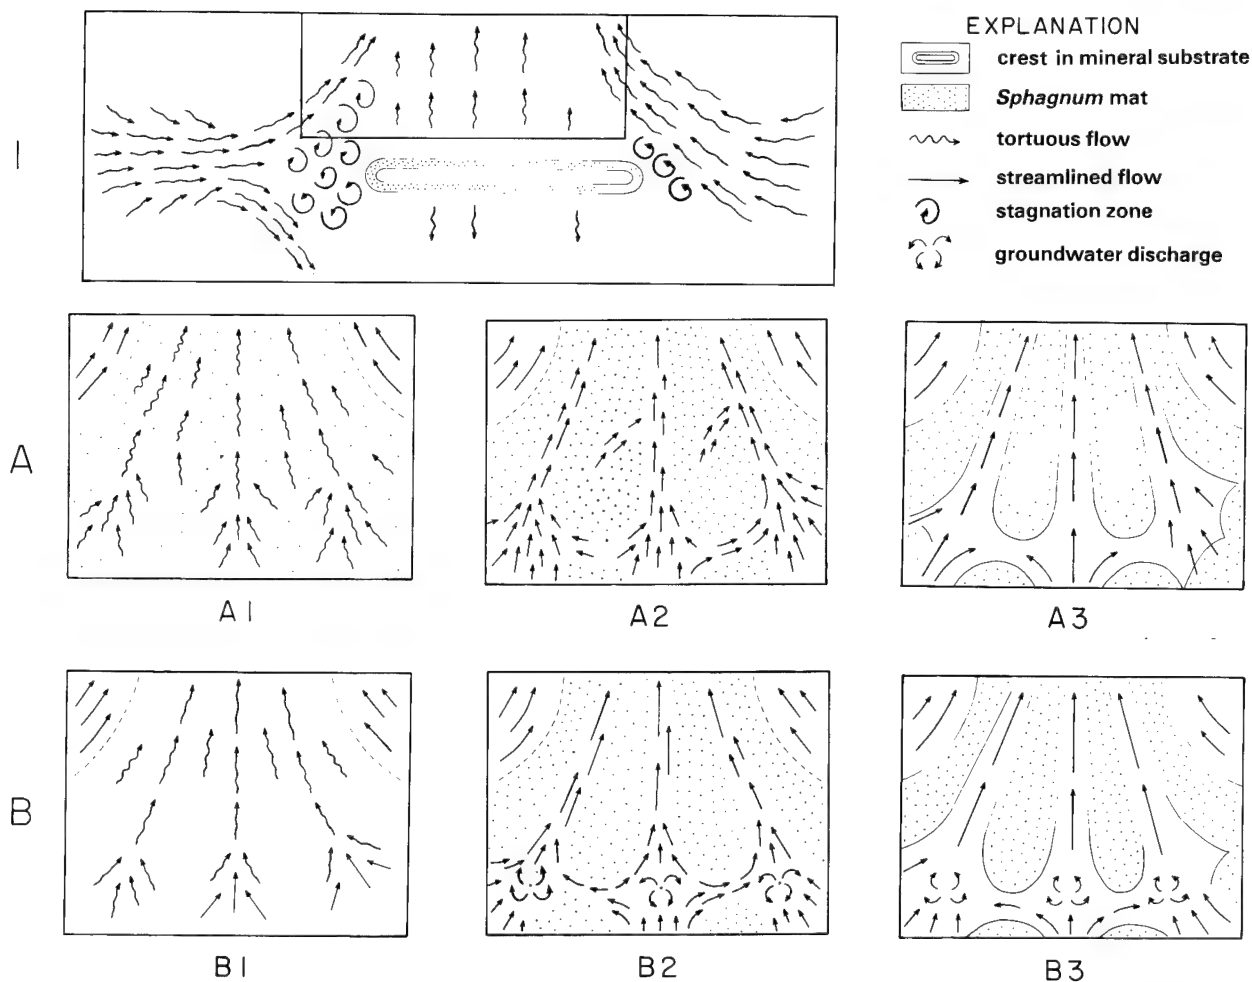 EXPLANATION
crest in mineral substrate
Sphagnum mat
tortuous flow
streamlined flow
stagnation zone
groundwater discharge
I
A
A1
A2
A3
B
B1
B2
B3